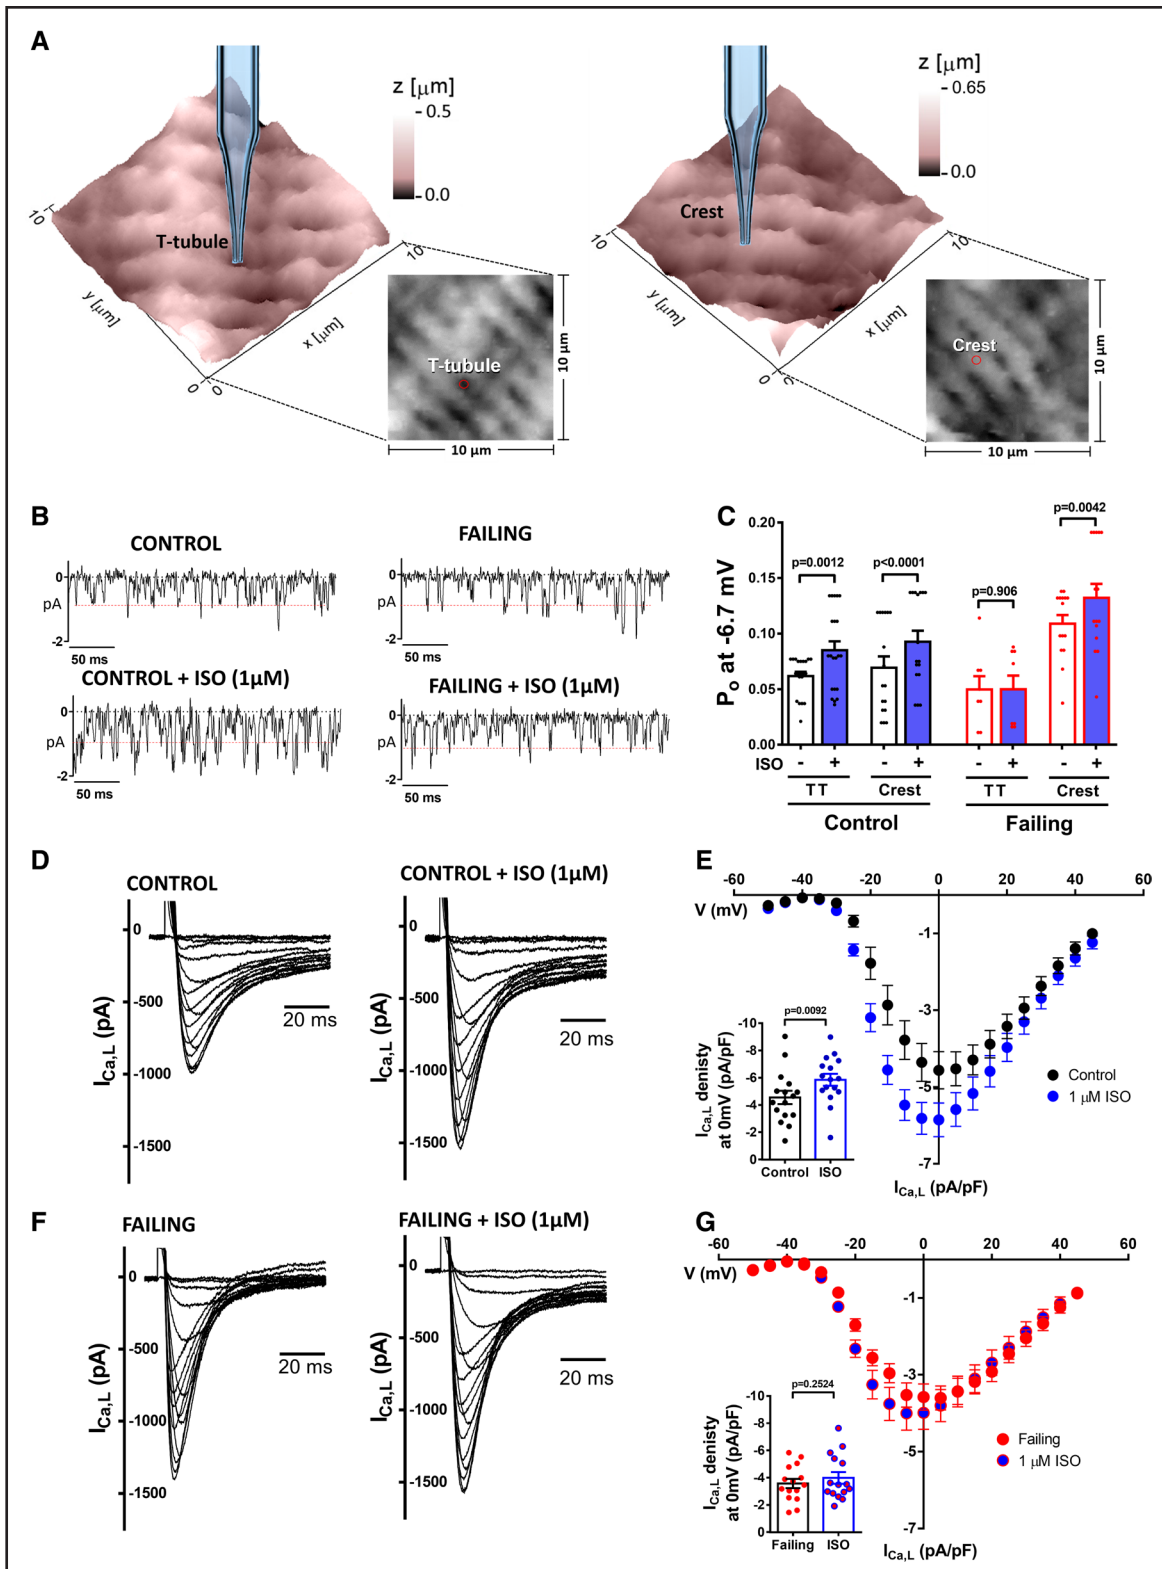 A
z [µm]
0.5
0.0
T-tubule
10
10
y [µm]
x [µm]
0
0
T-tubule
10 µm
10 µm
z [µm]
0.65
0.0
Crest
10
10
y [µm]
x [µm]
0
Crest
10 µm
10 µm
B
CONTROL
0
pA
-2
50 ms
FAILING
0
pA
-2
50 ms
CONTROL + ISO (1µM)
0
pA
-2
50 ms
FAILING + ISO (1µM)
0
pA
-2
50 ms
C
Po at -6.7 mV
0.20
0.15
0.10
0.05
0.00
p=0.0012
p<0.0001
p=0.906
p=0.0042
ISO - + - + - + - +
TT Crest TT Crest
Control Failing
D
CONTROL
0
-500
-1000
-1500
ICa,L (pA)
20 ms
CONTROL + ISO (1µM)
0
-500
-1000
-1500
20 ms
E
-60 -40 -20 0 20 40 60
V (mV)
-1
-3
-5
-7
ICa,L (pA/pF)
Control
1 µM ISO
p=0.0092
-10
-8
-6
-4
-2
0
ICa,L denisty
at 0mV (pA/pF)
Control ISO
F
FAILING
0
-500
-1000
-1500
ICa,L (pA)
20 ms
FAILING + ISO (1µM)
0
-500
-1000
-1500
ICa,L (pA)
20 ms
G
-60 -40 -20 0 20 40 60
V (mV)
-1
-3
-5
-7
ICa,L (pA/pF)
Failing
1 µM ISO
p=0.2524
-10
-8
-6
-4
-2
0
ICa,L denisty
at 0mV (pA/pF)
Failing ISO